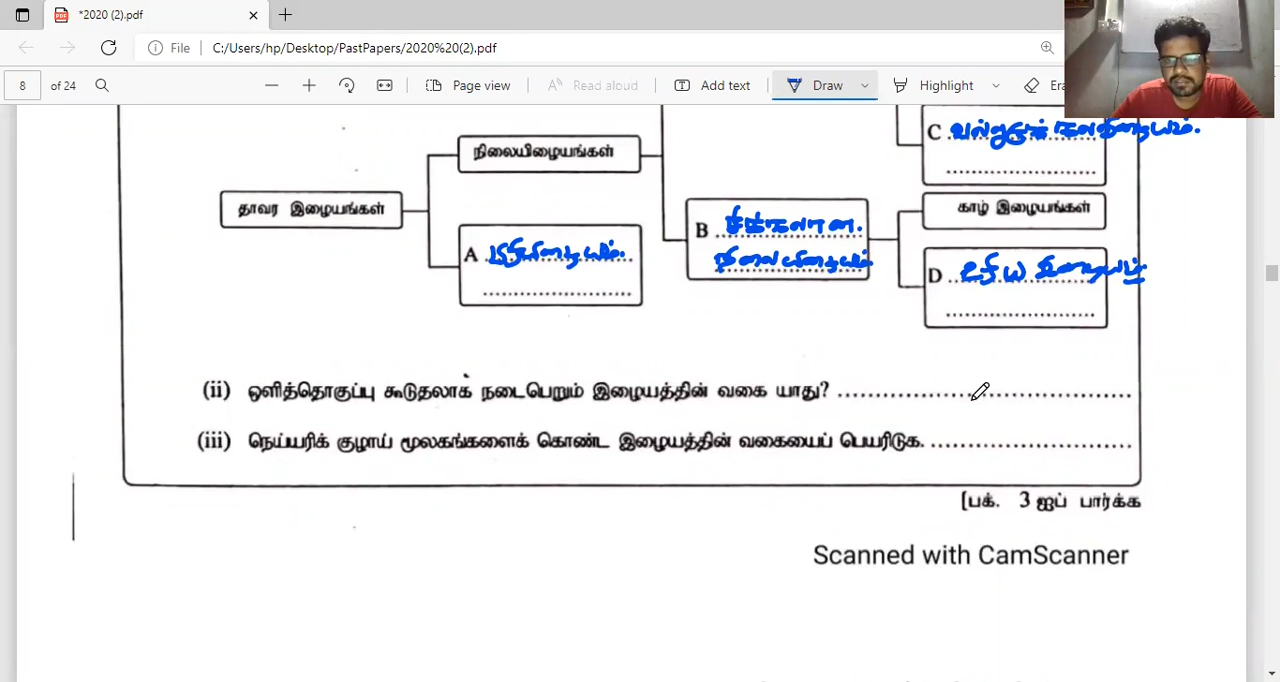 *2020 (2).pdf
File C:/Users/hp/Desktop/PastPapers/2020%20(2).pdf
8 of 24 Page view Read aloud Add text Draw Highlight Era
C வல்லுருக் கலவிழையம்.
நிலையிழையங்கள்
தாவர இழையங்கள்
காழ் இழையங்கள்
B சிக்கலான.
A பிரியிழையம்.
நிலையிழையம்
D உரிய இழையம்
(ii) ஒளித்தொகுப்பு கூடுதலாக நடைபெறும் இழையத்தின் வகை யாது? ........................................
(iii) நெய்யரிக் குழாய் மூலகங்களைக் கொண்ட இழையத்தின் வகையைப் பெயரிடுக. ...........................
[பக். 3 ஐப் பார்க்க
Scanned with CamScanner